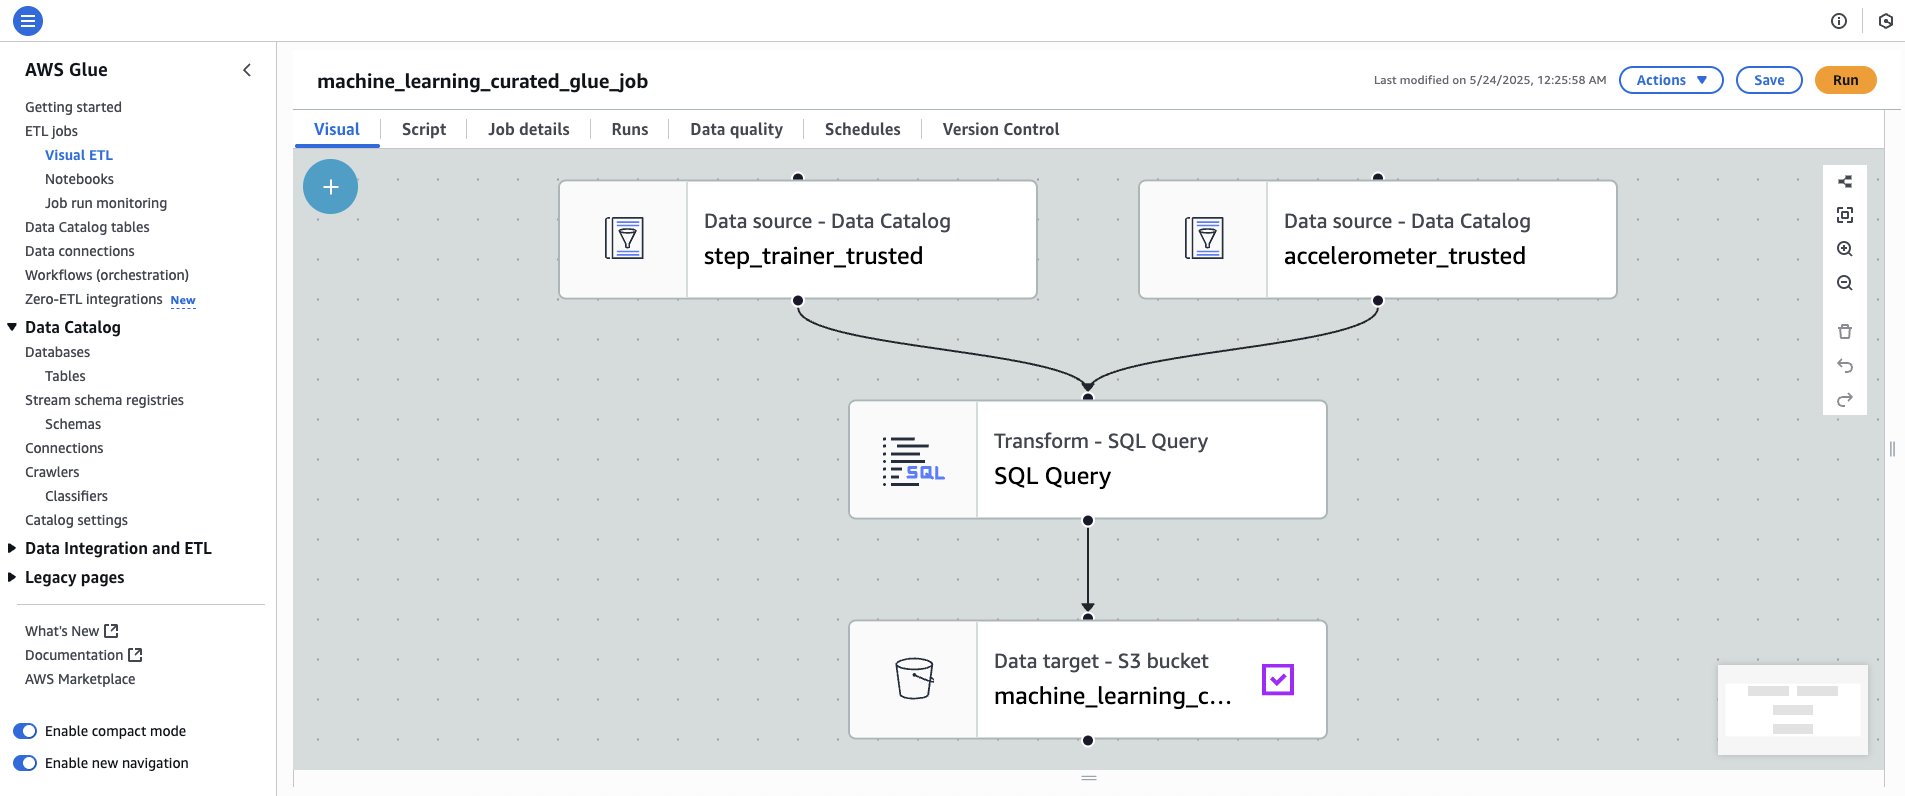 AWS Glue
Getting started
ETL jobs
Visual ETL
Notebooks
Job run monitoring
Data Catalog tables
Data connections
Workflows (orchestration)
Zero-ETL integrations New
Data Catalog
Databases
Tables
Stream schema registries
Schemas
Connections
Crawlers
Classifiers
Catalog settings
Data Integration and ETL
Legacy pages
What's New
Documentation
AWS Marketplace
Enable compact mode
Enable new navigation
machine_learning_curated_glue_job
Last modified on 5/24/2025, 12:25:58 AM
Actions
Save
Run
Visual
Script
Job details
Runs
Data quality
Schedules
Version Control
Data source - Data Catalog
step_trainer_trusted
Data source - Data Catalog
accelerometer_trusted
SQL
Transform - SQL Query
SQL Query
Data target - S3 bucket
machine_learning_c...